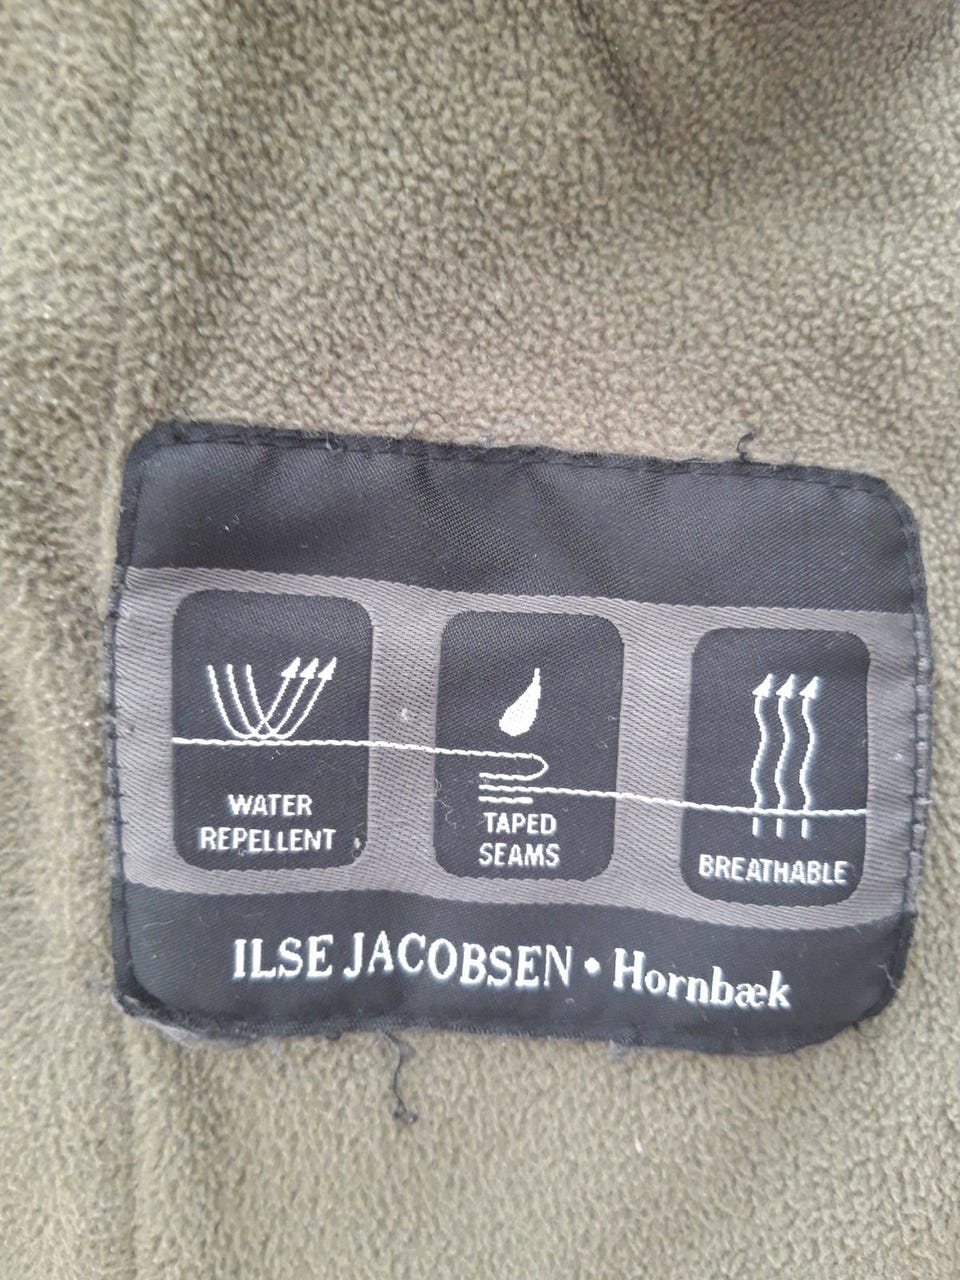 WATER
REPELLENT
TAPED
SEAMS
BREATHABLE
ILSE JACOBSEN • Hornbæk